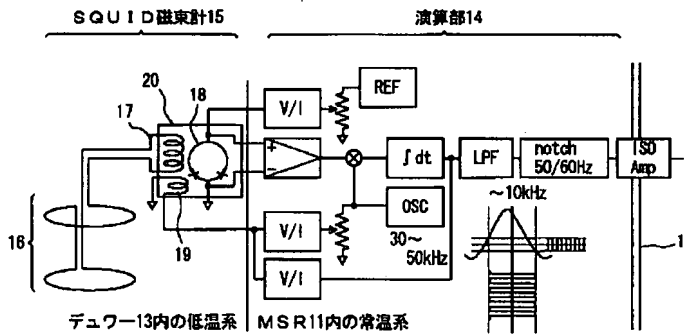 SQUID磁束計15
演算部14
20
18
17
V/I
REF
+
−
∫dt
LPF
notch
50/60Hz
ISO
Amp
16
19
V/I
OSC
30～
50kHz
～10kHz
V/I
1
デュワー13内の低温系
MSR11内の常温系